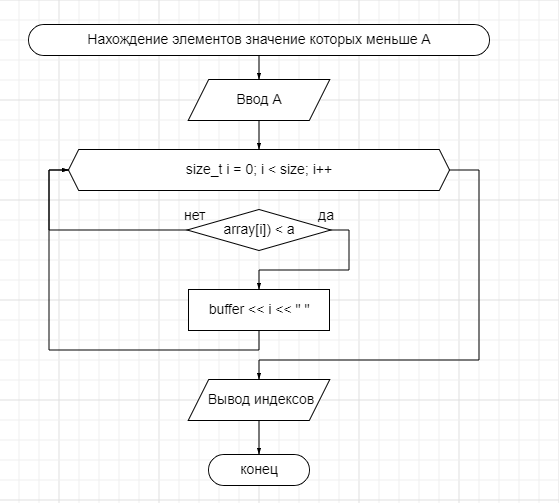 Нахождение элементов значение которых меньше А
Ввод А
size_t i = 0; i < size; i++
нет
да
array[i]) < a
buffer << i << " "
Вывод индексов
конец